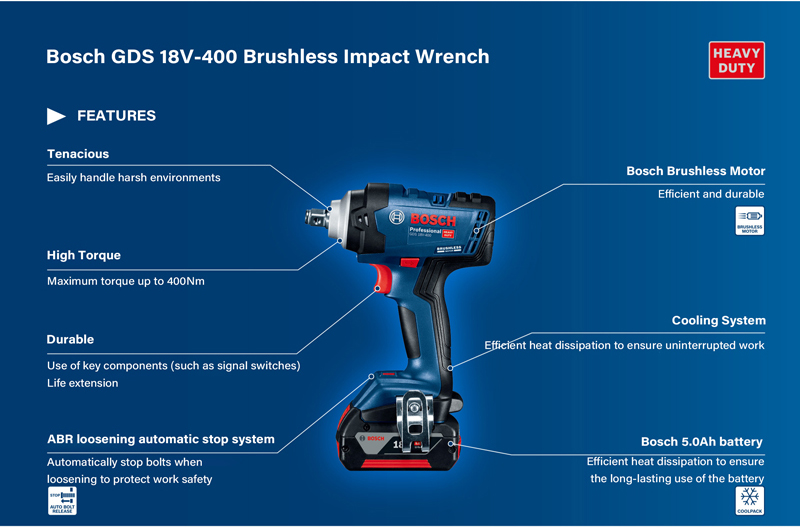 Bosch GDS 18V-400 Brushless Impact Wrench
HEAVY
DUTY
FEATURES
Tenacious
Easily handle harsh environments
High Torque
Maximum torque up to 400Nm
Durable
Use of key components (such as signal switches)
Life extension
ABR loosening automatic stop system
Automatically stop bolts when
loosening to protect work safety
STOP
AUTO BOLT
RELEASE
BOSCH
Professional
GDS 18V-400
HEAVY
DUTY
BRUSHLESS
BOSCH
18
Bosch Brushless Motor
Efficient and durable
BRUSHLESS
MOTOR
Cooling System
Efficient heat dissipation to ensure uninterrupted work
Bosch 5.0Ah battery
Efficient heat dissipation to ensure
the long-lasting use of the battery
COOLPACK